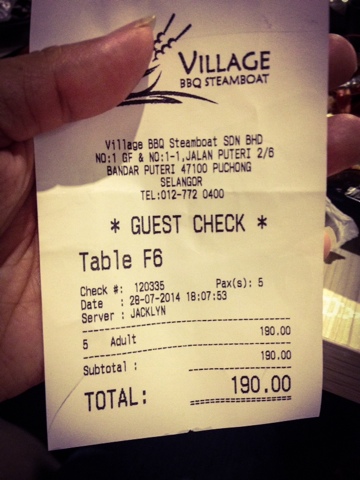 VILLAGE
BBQ STEAMBOAT
Village BBQ Steamboat SDN BHD
NO:1 GF & NO:1-1,JALAN PUTERI 2/6
BANDAR PUTERI 47100 PUCHONG
SELANGOR
TEL:012-772 0400
* GUEST CHECK *
Table F6
Check #: 120335 Pax(s): 5
Date : 28-07-2014 18:07:53
Server : JACKLYN
5 Adult 190.00
Subtotal : 190.00
TOTAL: 190.00